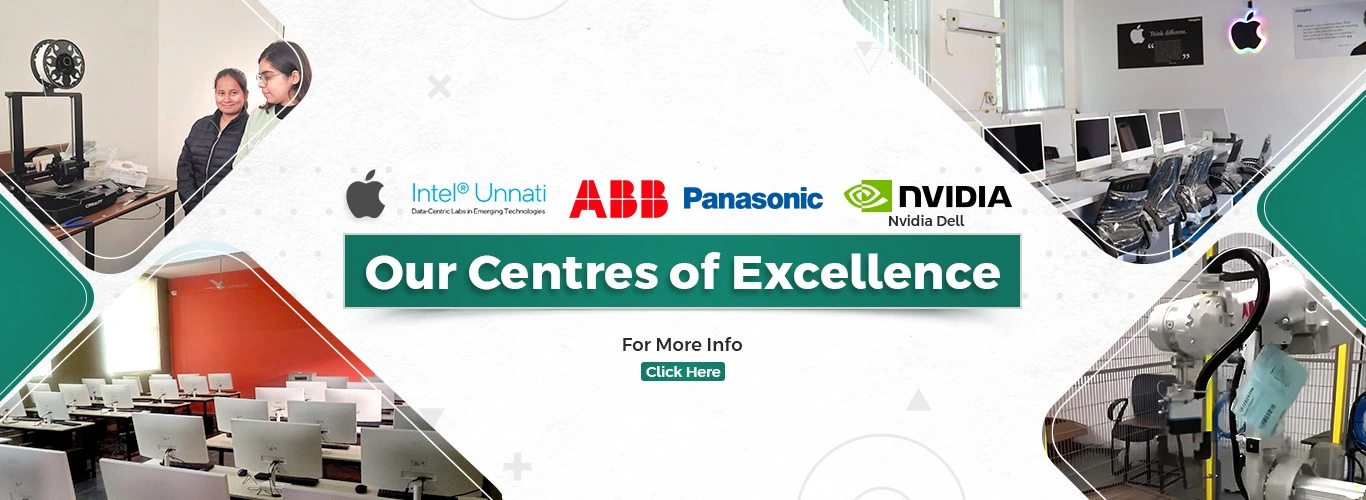 Think different.
Intel® Unnati
Data-Centric Labs in Emerging Technologies
ABB
Panasonic
NVIDIA
Nvidia Dell
Our Centres of Excellence
For More Info
Click Here